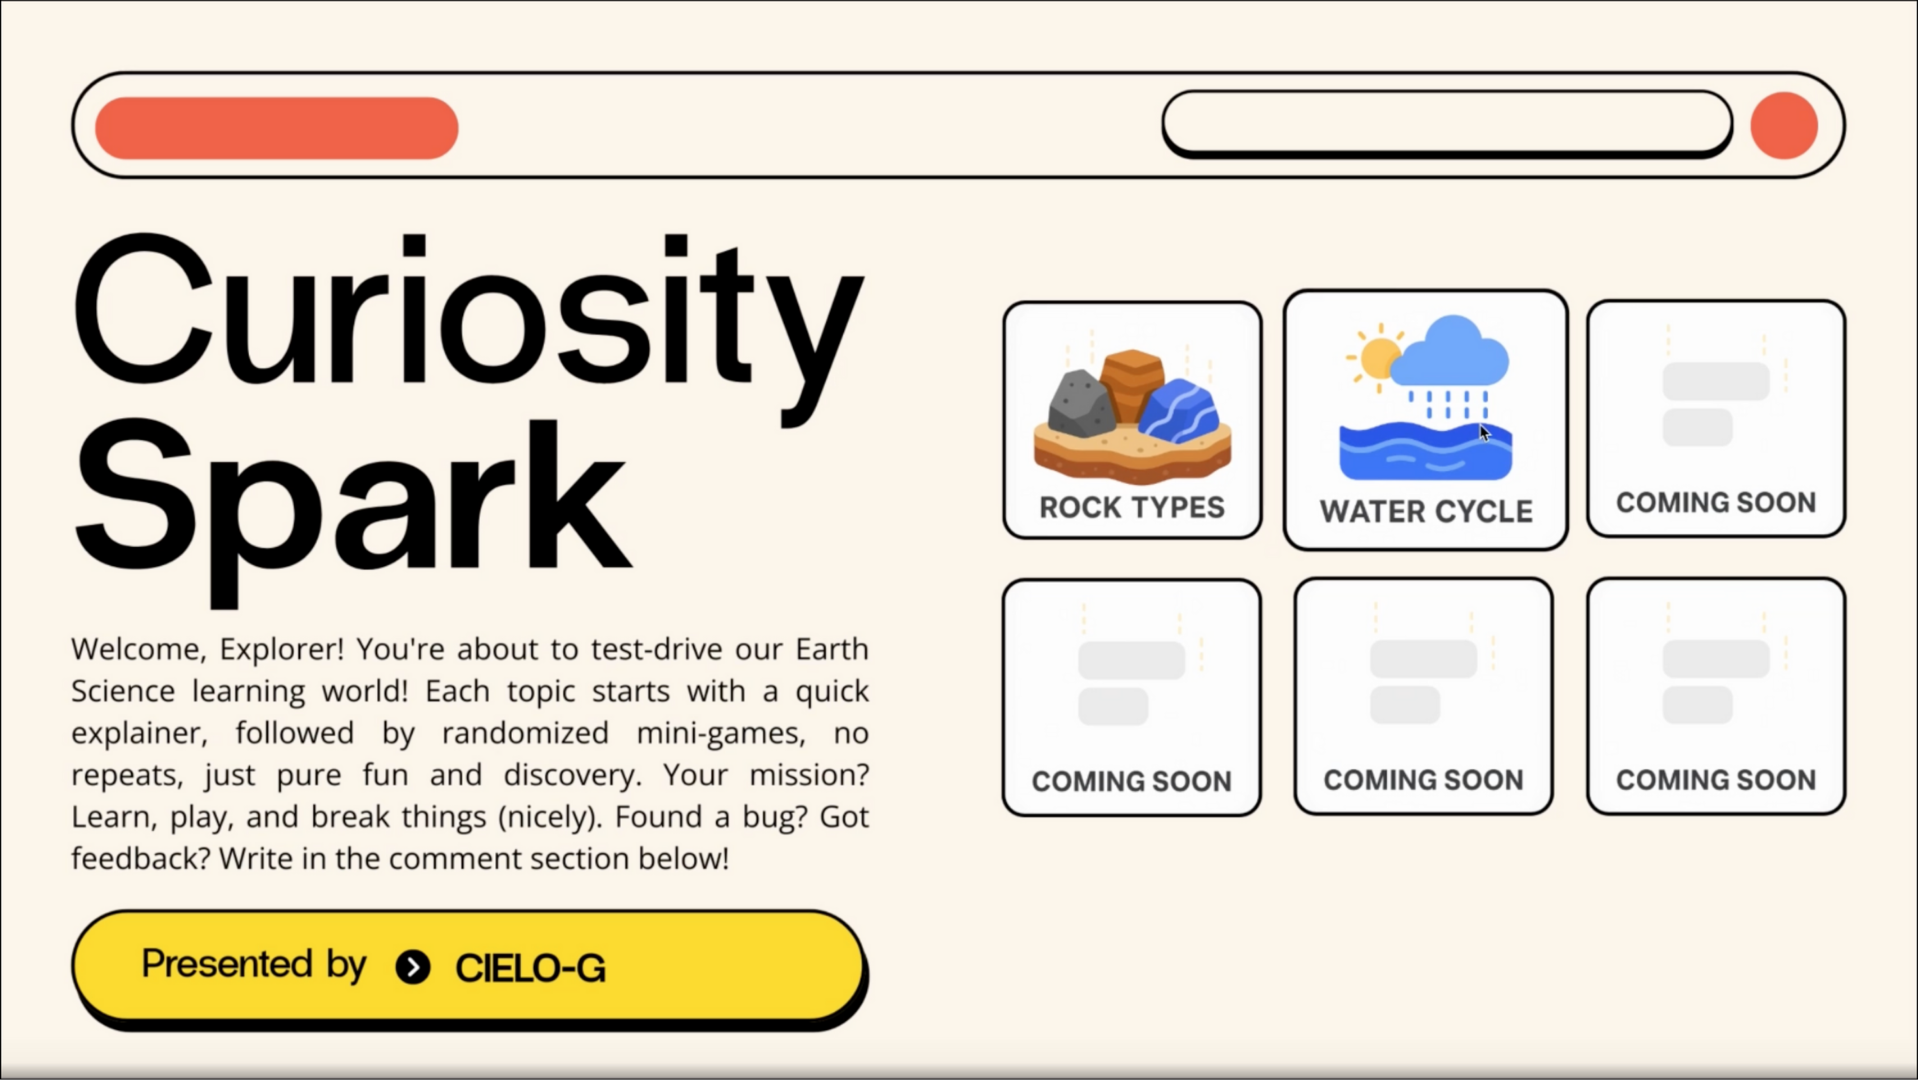 Curiosity
Spark
Welcome, Explorer! You're about to test-drive our Earth
Science learning world! Each topic starts with a quick
explainer, followed by randomized mini-games, no
repeats, just pure fun and discovery. Your mission?
Learn, play, and break things (nicely). Found a bug? Got
feedback? Write in the comment section below!
Presented by CIELO-G
ROCK TYPES
WATER CYCLE
COMING SOON
COMING SOON
COMING SOON
COMING SOON